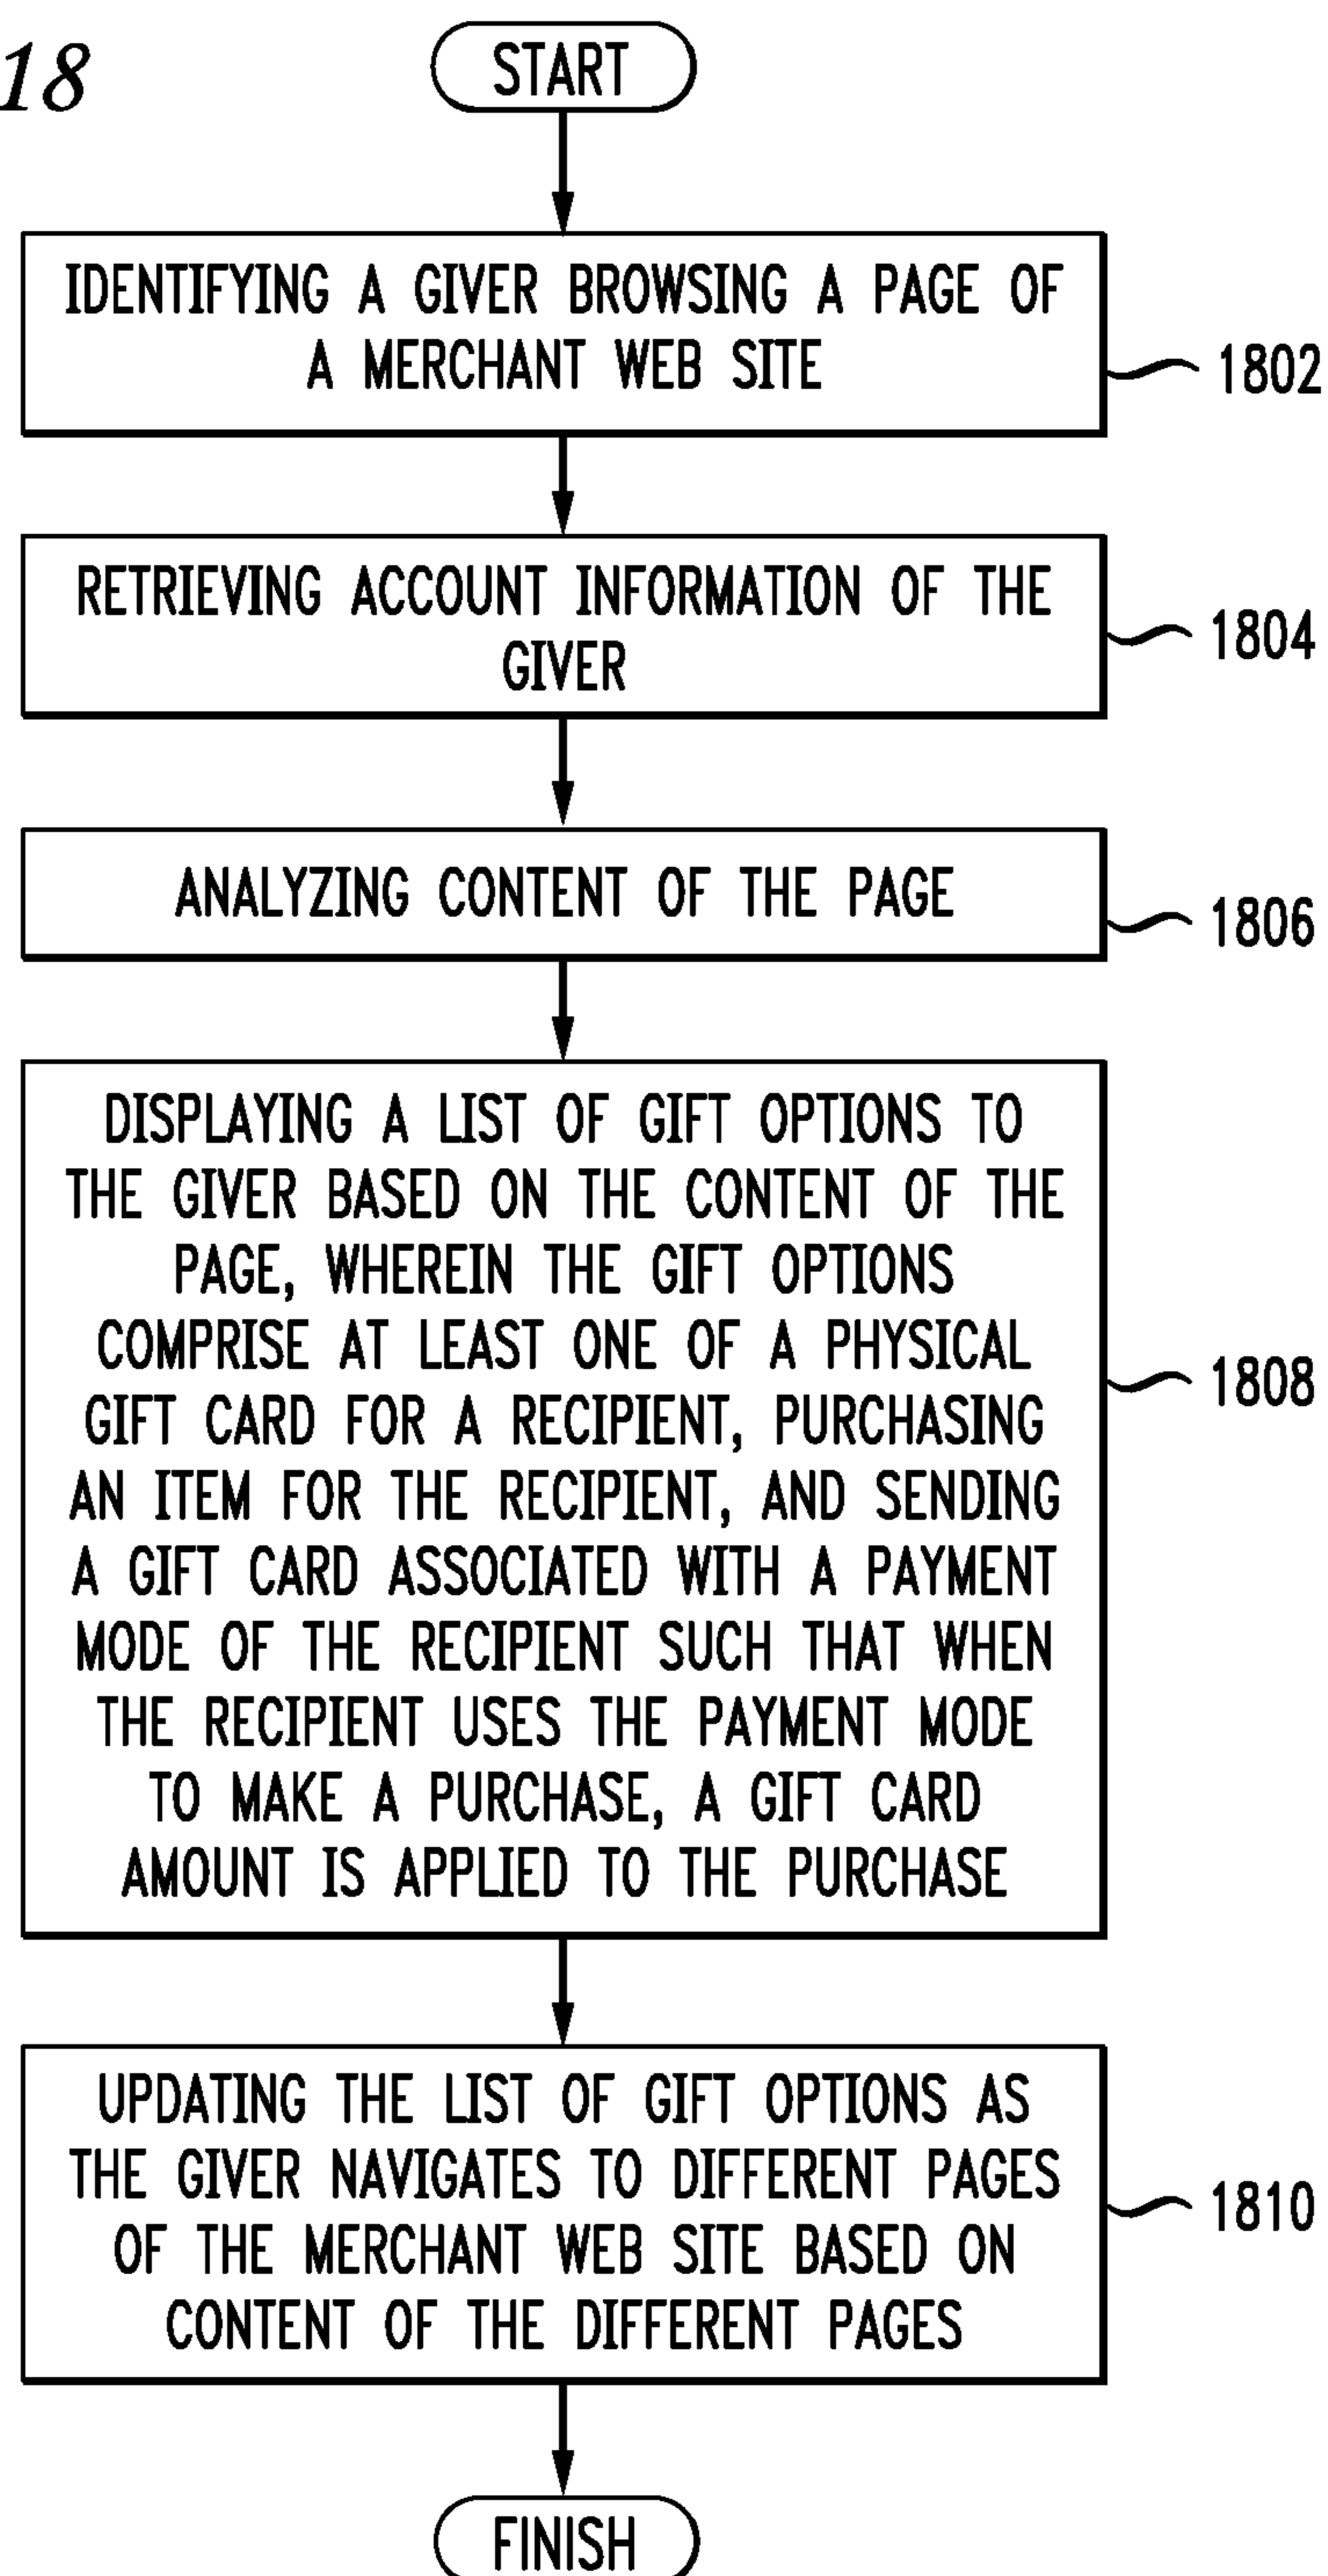 18
START
IDENTIFYING A GIVER BROWSING A PAGE OF
A MERCHANT WEB SITE
1802
RETRIEVING ACCOUNT INFORMATION OF THE
GIVER
1804
ANALYZING CONTENT OF THE PAGE
1806
DISPLAYING A LIST OF GIFT OPTIONS TO
THE GIVER BASED ON THE CONTENT OF THE
PAGE, WHEREIN THE GIFT OPTIONS
COMPRISE AT LEAST ONE OF A PHYSICAL
GIFT CARD FOR A RECIPIENT, PURCHASING
AN ITEM FOR THE RECIPIENT, AND SENDING
A GIFT CARD ASSOCIATED WITH A PAYMENT
MODE OF THE RECIPIENT SUCH THAT WHEN
THE RECIPIENT USES THE PAYMENT MODE
TO MAKE A PURCHASE, A GIFT CARD
AMOUNT IS APPLIED TO THE PURCHASE
1808
UPDATING THE LIST OF GIFT OPTIONS AS
THE GIVER NAVIGATES TO DIFFERENT PAGES
OF THE MERCHANT WEB SITE BASED ON
CONTENT OF THE DIFFERENT PAGES
1810
FINISH